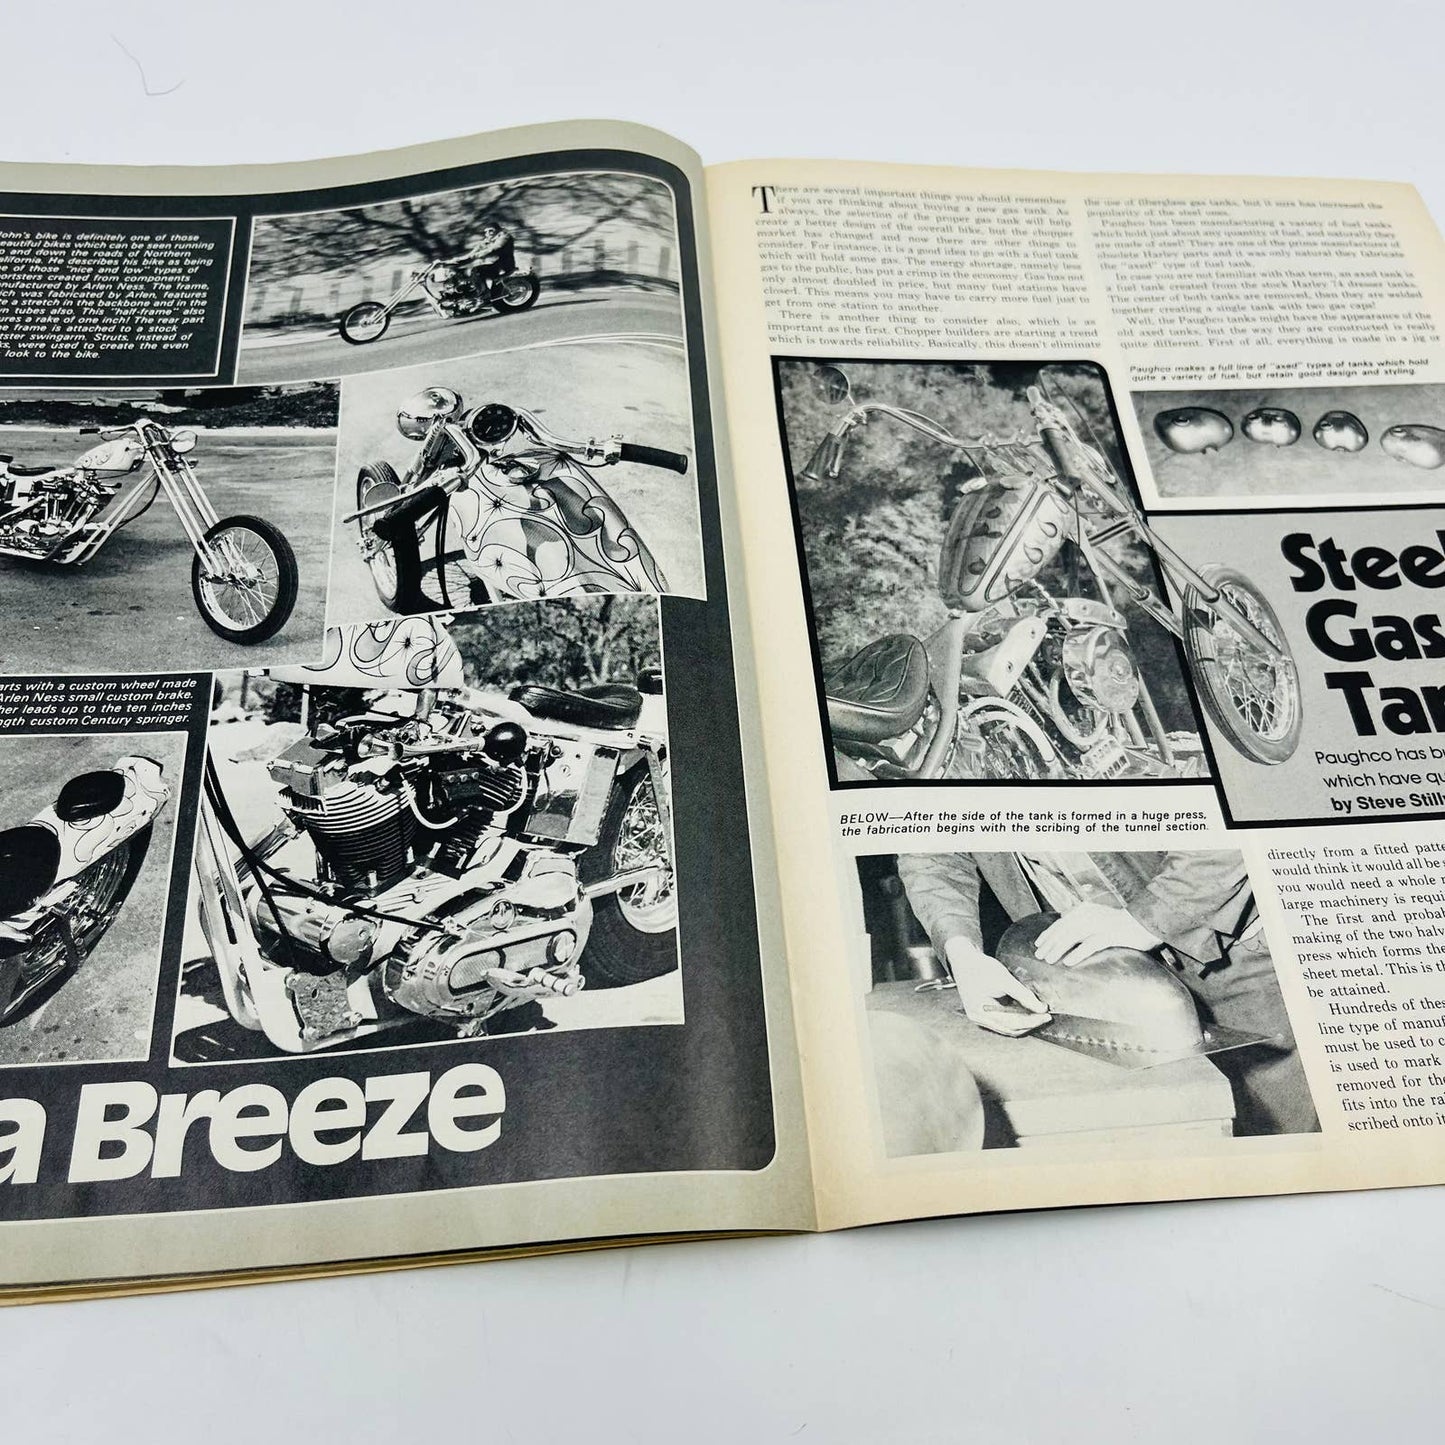 John's bike is definitely one of those
beautiful bikes which can be seen running
and down the roads of Northern
California. He describes his bike as being
of those "nice and low" types of
built from components
manufactured by Arlen Ness. The frame,
which was fabricated by Arlen, features
a stretch in the backbone and in the
tubes also. This "half-frame" also
a rake of one inch! The rear part
frame is attached to a stock
swingarm. Struts, instead of
were used to create the even
look to the bike.
arts with a custom wheel made
Arlen Ness small custom brake.
her leads up to the ten inches
ngth custom Century springer.
a Breeze
There are several important things you should remember
if you are thinking about buying a new gas tank. As
always, the selection of the proper gas tank will help
create a better design of the overall bike, but the chopper
market has changed and now there are other things to
consider. For instance, it is a good idea to go with a fuel tank
which will hold some gas. The energy shortage, namely less
gas to the public, has put a crimp in the economy. Gas has not
only almost doubled in price, but many fuel stations have
closed. This means you may have to carry more fuel just to
get from one station to another.
There is another thing to consider also, which is as
important as the first. Chopper builders are starting a trend
which is towards reliability. Basically, this doesn't eliminate
the use of fiberglass gas tanks, but it sure has increased the
popularity of the steel ones.
Paughco has been manufacturing a variety of fuel tanks
which hold just about any quantity of fuel, and naturally they
are made of steel! They are one of the prime manufacturer of
obsolete Harley parts and it was only natural they fabricate
the "axed" type of fuel tank.
In case you are not familiar with that term, an axed tank is
a fuel tank created from the stock Harley 74 dresser tanks.
The center of both tanks are removed, then they are welded
together creating a single tank with two gas caps!
Well, the Paughco tanks might have the appearance of the
old axed tanks, but the way they are constructed is really
quite different. First of all, everything is made in a jig or
Paughco makes a full line of "axed" types of tanks which hold
quite a variety of fuel, but retain good design and styling.
Steel
Gas
Tan
Paughco has bu
which have qu
by Steve Stilly
BELOW—After the side of the tank is formed in a huge press,
the fabrication begins with the scribing of the tunnel section.
directly from a fitted patte
would think it would all be
you would need a whole
large machinery is requi
The first and probal
making of the two halv
press which forms the
sheet metal. This is th
be attained.
Hundreds of thes
line type of manuf
must be used to c
is used to mark
removed for the
fits into the ra
scribed onto it